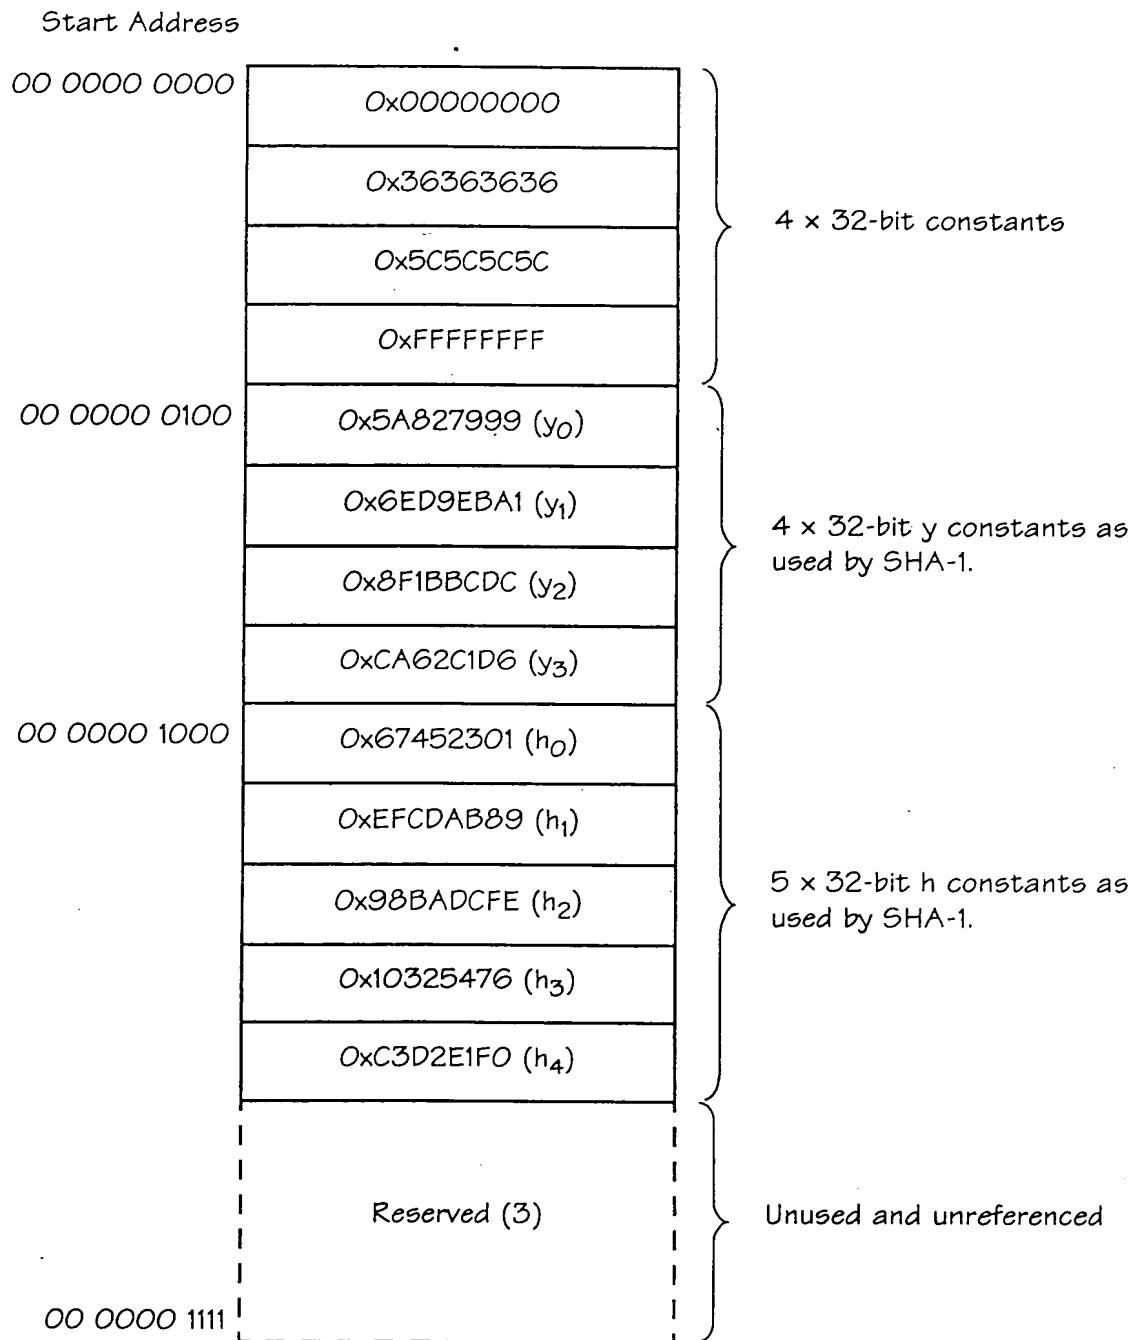 Start Address
00 0000 0000
0x00000000
0x36363636
0x5C5C5C5C
0xFFFFFFFF
4 x 32-bit constants
00 0000 0100
0x5A827999 (y0)
0x6ED9EBA1 (y1)
0x8F1BBCDC (y2)
0xCA62C1D6 (y3)
4 x 32-bit y constants as
used by SHA-1.
00 0000 1000
0x67452301 (h0)
0xEFCDAB89 (h1)
0x98BADCFE (h2)
0x10325476 (h3)
0xC3D2E1F0 (h4)
5 x 32-bit h constants as
used by SHA-1.
Reserved (3)
Unused and unreferenced
00 0000 1111